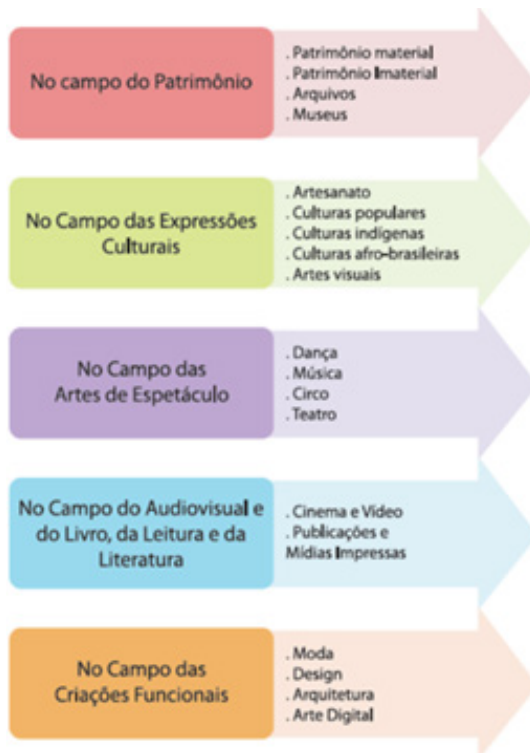 No campo do Patrimônio
. Patrimônio material
. Patrimônio Imaterial
. Arquivos
. Museus
No Campo das Expressões
Culturais
. Artesanato
. Culturas populares
. Culturas indígenas
. Culturas afro-brasileiras
. Artes visuais
No Campo das
Artes de Espetáculo
. Dança
. Música
. Circo
. Teatro
No Campo do Audiovisual e
do Livro, da Leitura e da
Literatura
. Cinema e Vídeo
. Publicações e
Mídias Impressas
No Campo das
Criações Funcionais
. Moda
. Design
. Arquitetura
. Arte Digital